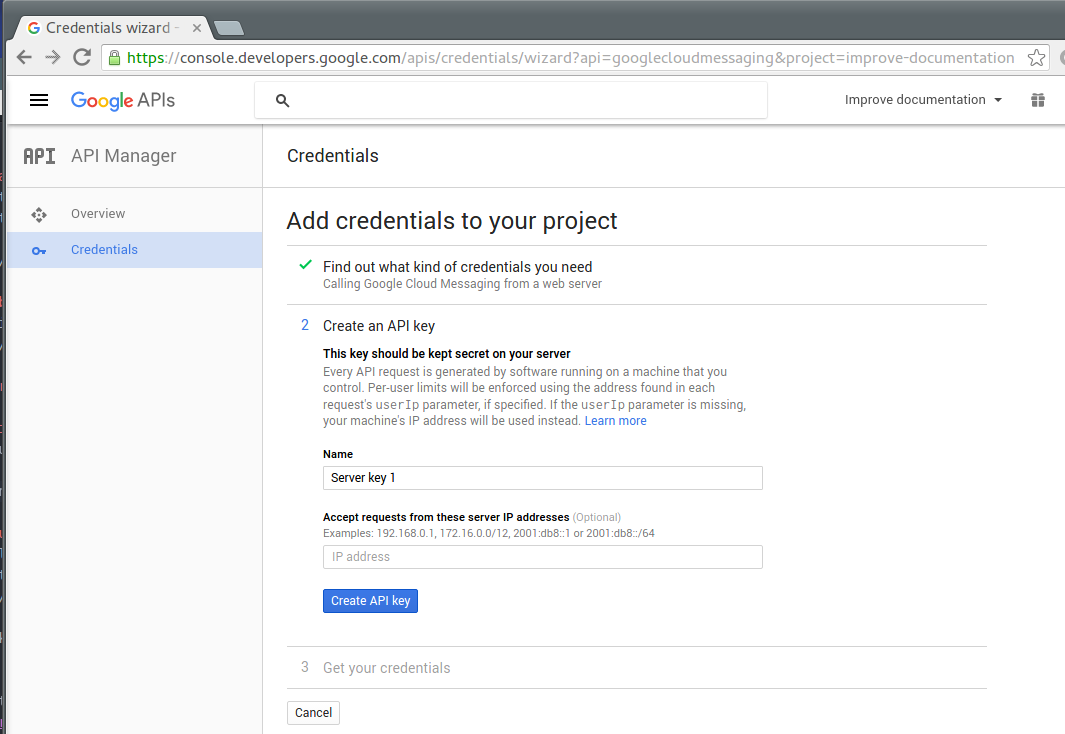 Credentials wizard -
https://console.developers.google.com/apis/credentials/wizard?api=googlecloudmessaging&project=improve-documentation
Google APIs
Improve documentation
API API Manager
Credentials
Overview
Credentials
Add credentials to your project
Find out what kind of credentials you need
Calling Google Cloud Messaging from a web server
2 Create an API key
This key should be kept secret on your server
Every API request is generated by software running on a machine that you
control. Per-user limits will be enforced using the address found in each
request's userIp parameter, if specified. If the userIp parameter is missing,
your machine's IP address will be used instead. Learn more
Name
Server key 1
Accept requests from these server IP addresses (Optional)
Examples: 192.168.0.1, 172.16.0.0/12, 2001:db8::1 or 2001:db8::/64
IP address
Create API key
3 Get your credentials
Cancel